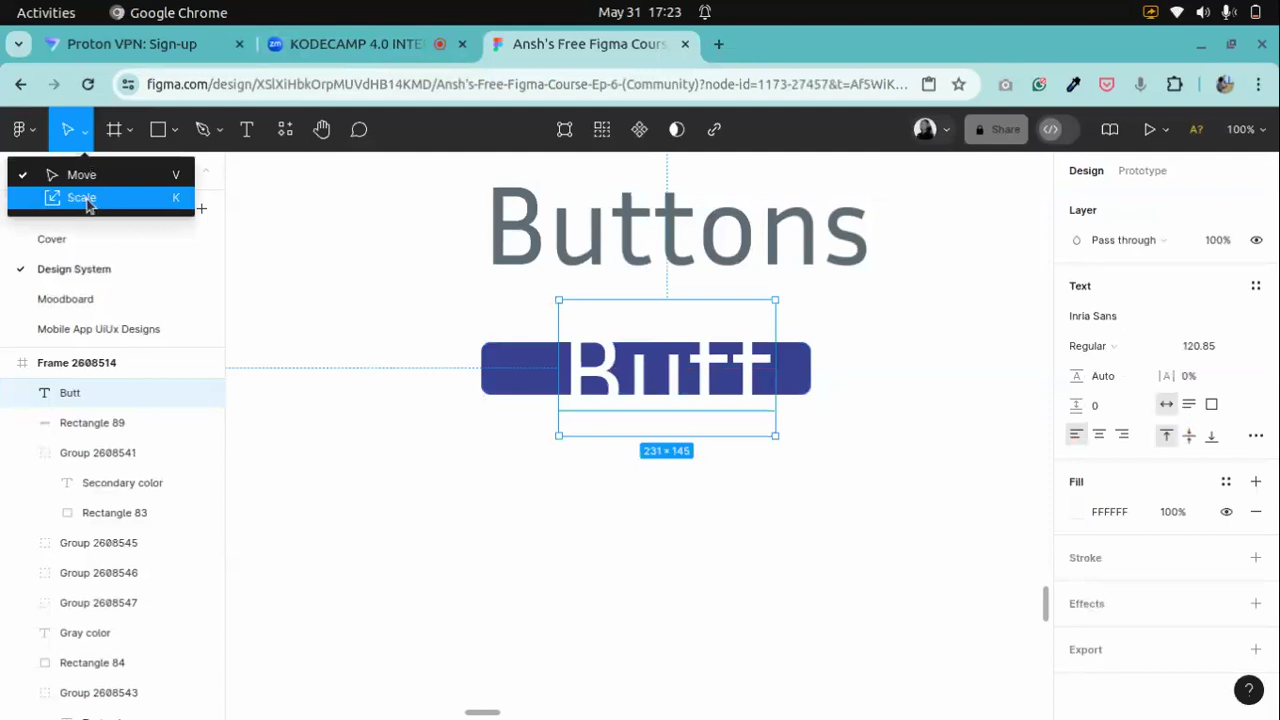 Activities Google Chrome May 31 17:23
Proton VPN: Sign-up KODECAMP 4.0 INTE Ansh's Free Figma Cours
figma.com/design/XSlXiHbkOrpMUVdHB14KMD/Ansh's-Free-Figma-Course-Ep-6-(Community)?node-id=1173-27457&t=Af5WiK...
Share A? 100%
Move V
Scale K
Cover
Design System
Moodboard
Mobile App UiUx Designs
Frame 2608514
Butt
Rectangle 89
Group 2608541
Secondary color
Rectangle 83
Group 2608545
Group 2608546
Group 2608547
Gray color
Rectangle 84
Group 2608543
Buttons
Butt
231 × 145
Design Prototype
Layer
Pass through 100%
Text
Inria Sans
Regular 120.85
Auto 0%
0
Fill
FFFFFF 100%
Stroke
Effects
Export
?